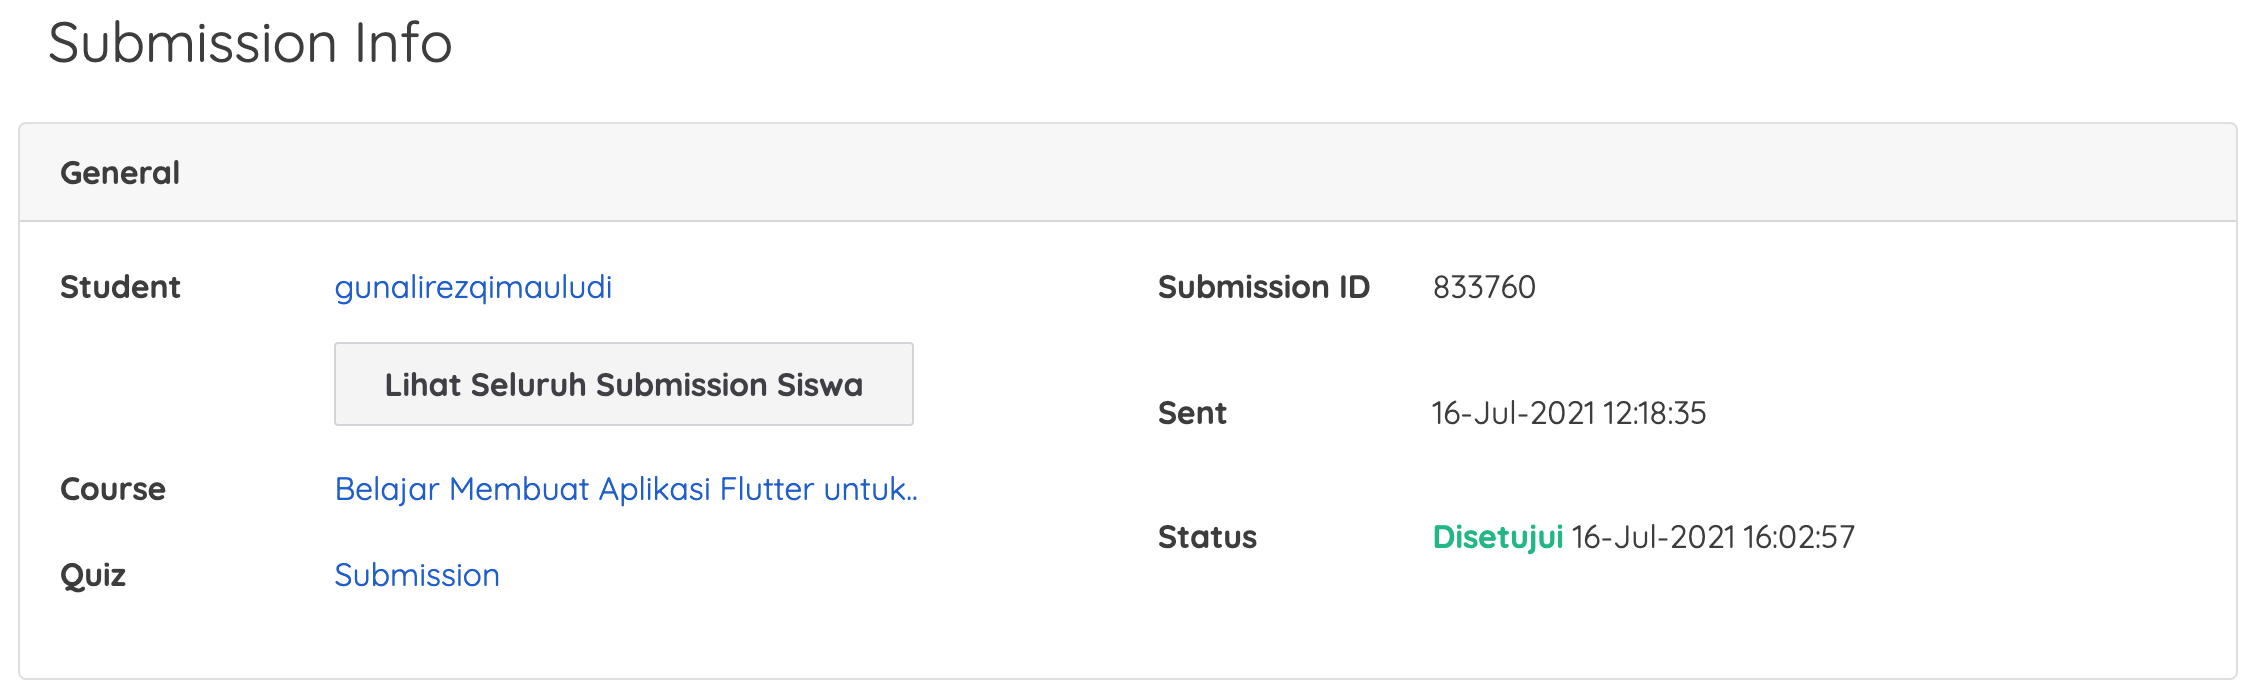 Submission Info
General
Student gunalirezqimauludi
Lihat Seluruh Submission Siswa
Course Belajar Membuat Aplikasi Flutter untuk..
Quiz Submission
Submission ID 833760
Sent 16-Jul-2021 12:18:35
Status Disetujui 16-Jul-2021 16:02:57